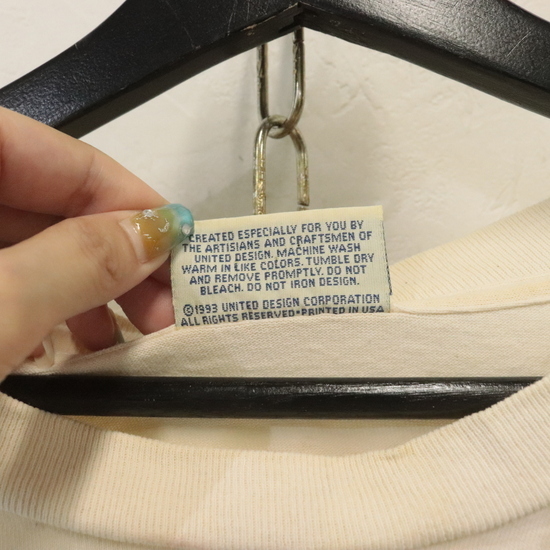 CREATED ESPECIALLY FOR YOU BY
THE ARTISIANS AND CRAFTSMEN OF
UNITED DESIGN. MACHINE WASH
WARM IN LIKE COLORS. TUMBLE DRY
AND REMOVE PROMPTLY. DO NOT
BLEACH. DO NOT IRON DESIGN.
©1993 UNITED DESIGN CORPORATION
ALL RIGHTS RESERVED•PRINTED IN USA